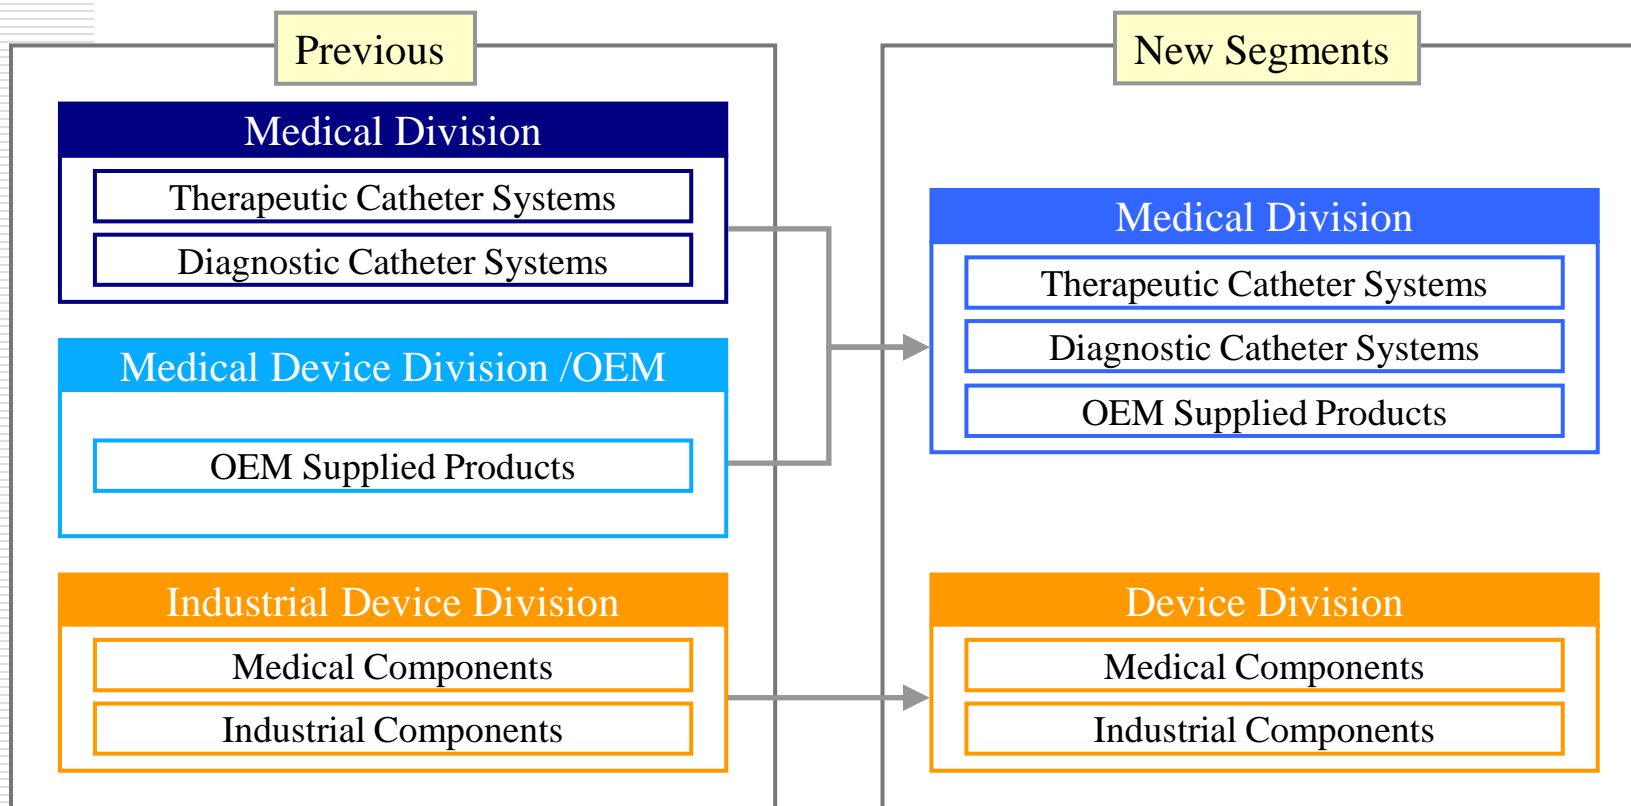 Previous
Medical Division
Therapeutic Catheter Systems
Diagnostic Catheter Systems
Medical Device Division /OEM
OEM Supplied Products
Industrial Device Division
Medical Components
Industrial Components
New Segments
Medical Division
Therapeutic Catheter Systems
Diagnostic Catheter Systems
OEM Supplied Products
Device Division
Medical Components
Industrial Components